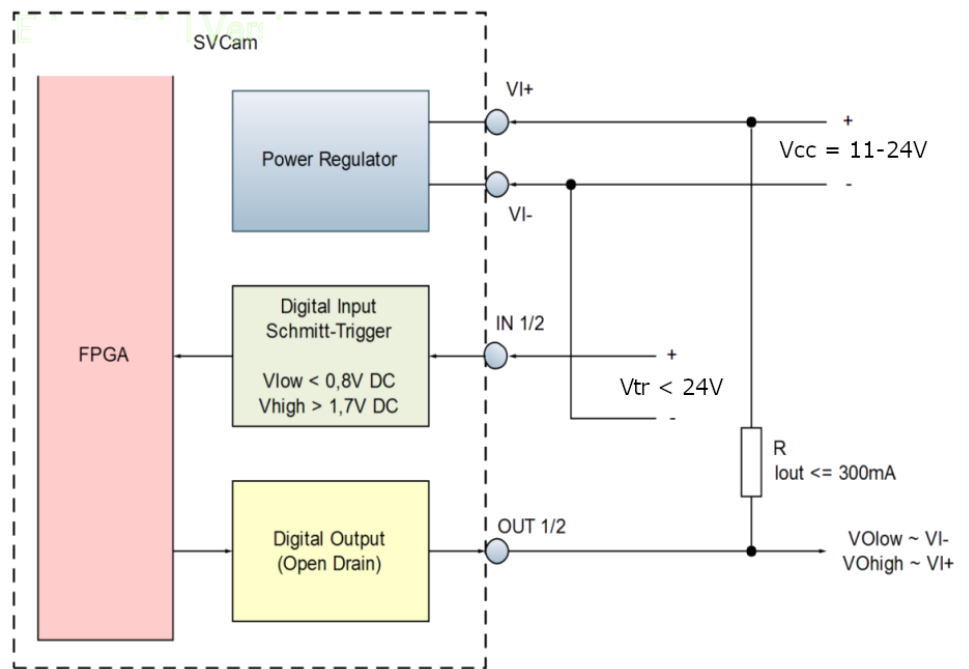 SVCam
VI+
+
Power Regulator
Vcc = 11-24V
-
VI-
Digital Input
Schmitt-Trigger
IN 1/2
FPGA
+
Vlow < 0,8V DC
Vhigh > 1,7V DC
Vtr < 24V
-
R
Iout <= 300mA
OUT 1/2
Digital Output
(Open Drain)
VOlow ~ VI-
VOhigh ~ VI+